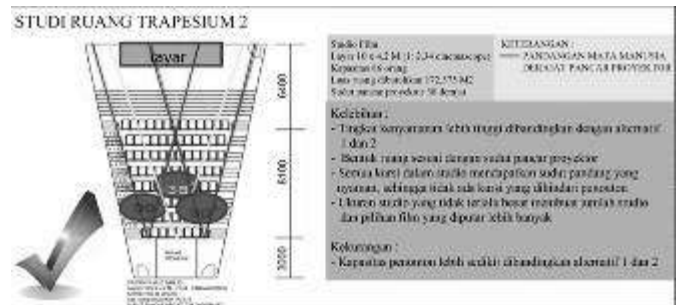 STUDI RUANG TRAPESIUM 2
layar
6400
8100
3000
38
Studio Film
Layar 10 x 4,2 M (1: 2,34 cinemascope)
Kapasitas 66 orang
Luas ruang dibutuhkan 172,575 M2
Sudut pancar proyektor 38 derajat
KETERANGAN :
PANDANGAN MATA MANUSIA
DERAJAT PANCAR PROYEKTOR
Kelebihan :
- Tingkat kenyamanan lebih tinggi dibandingkan dengan alternatif
1 dan 2
- Bentuk ruang sesuai dengan sudut pancar proyektor
- Semua kursi dalam studio mendapatkan sudut pandang yang
nyaman, sehingga tidak ada kursi yang dihindari penonton
- Ukuran studio yang tidak terlalu besar membuat jumlah studio
dan pilihan film yang diputar lebih banyak
Kekurangan :
- Kapasitas penonton lebih sedikit dibandingkan alternatif 1 dan 2